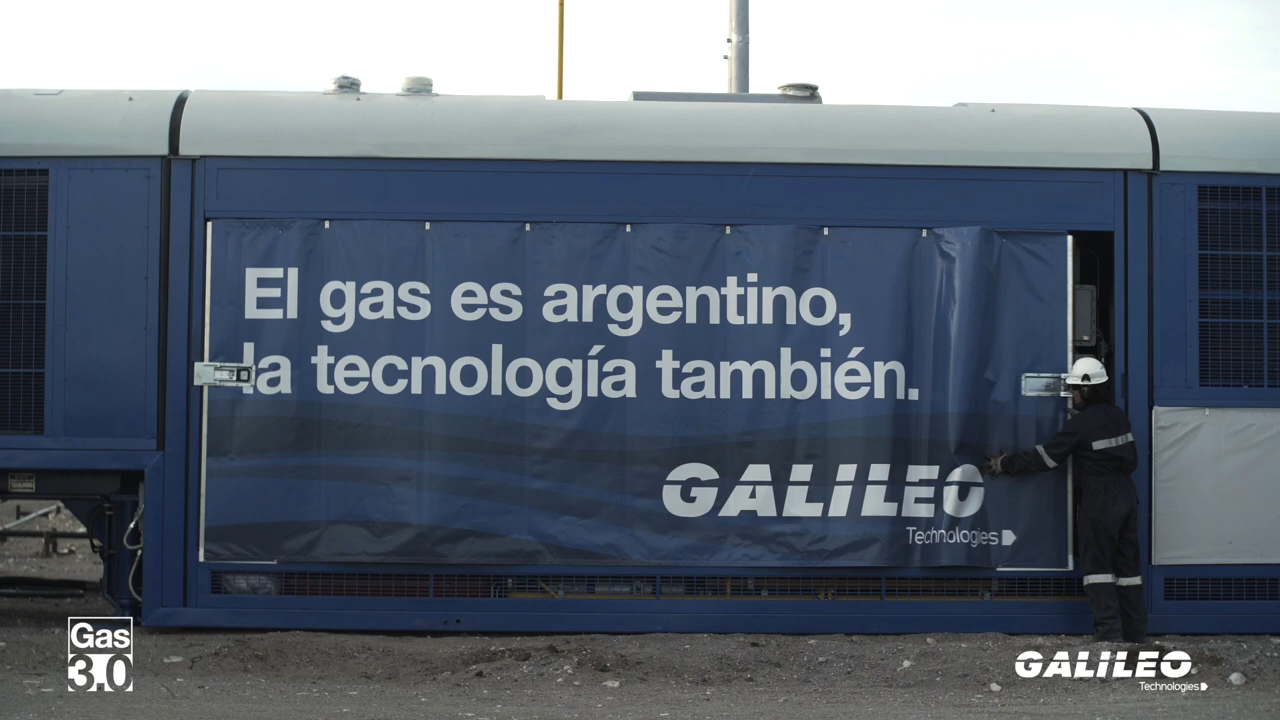 El gas es argentino,
la tecnología también.
GALILEO
Technologies
Gas
3.0
GALILEO
Technologies